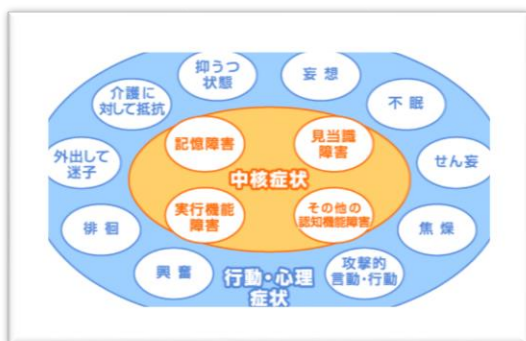 抑うつ
状態
妄想
介護に
対して抵抗
不眠
記憶障害
見当識
障害
外出して
迷子
せん妄
中核症状
実行機能
障害
その他の
認知機能障害
徘徊
焦燥
興奮
行動・心理
症状
攻撃的
言動・行動